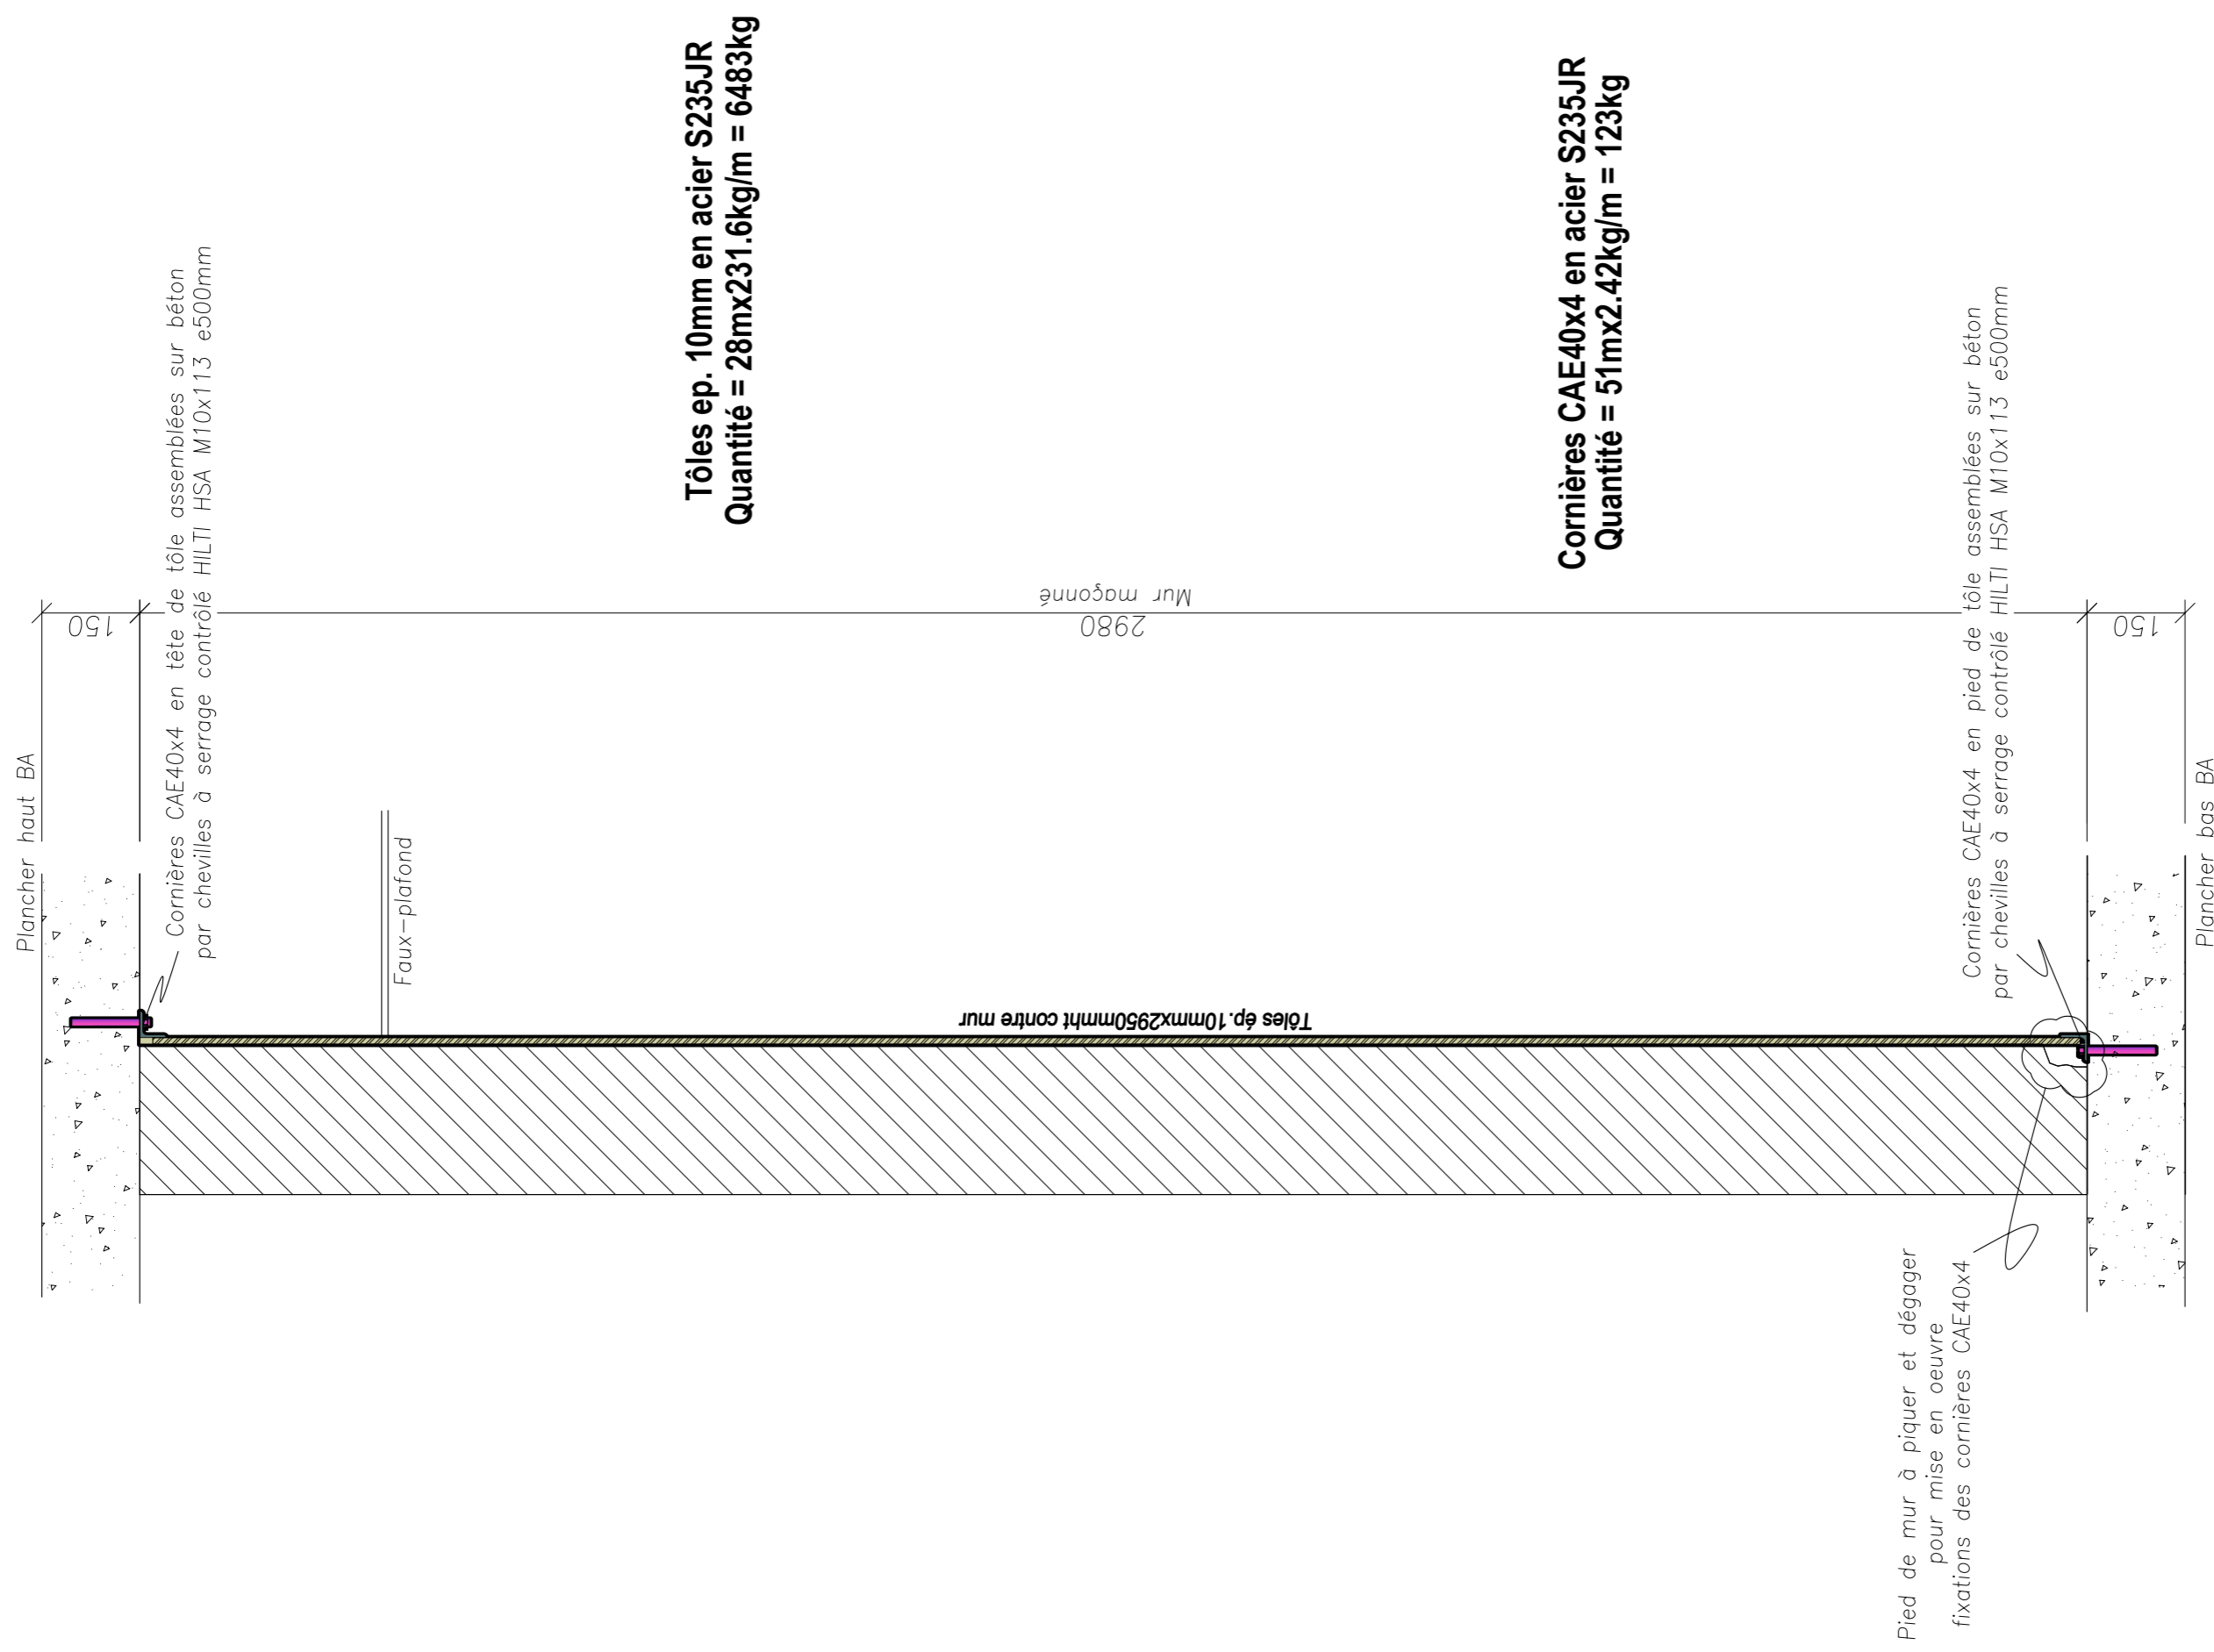 Plancher haut BA
150
Cornières CAE40x4 en tête de tôle assemblées sur béton
par chevilles à serrage contrôlé HILTI HSA M10x113 e500mm
Faux-plafond
Tôles ep. 10mm en acier S235JR
Quantité = 28mx231.6kg/m = 6483kg
Mur maçonné
2980
Tôles ép.10mmx2950mmht contre mur
Cornières CAE40x4 en acier S235JR
Quantité = 51mx2.42kg/m = 123kg
Pied de mur à piquer et dégager
pour mise en oeuvre
fixations des cornières CAE40x4
Cornières CAE40x4 en pied de tôle assemblées sur béton
par chevilles à serrage contrôlé HILTI HSA M10x113 e500mm
150
Plancher bas BA